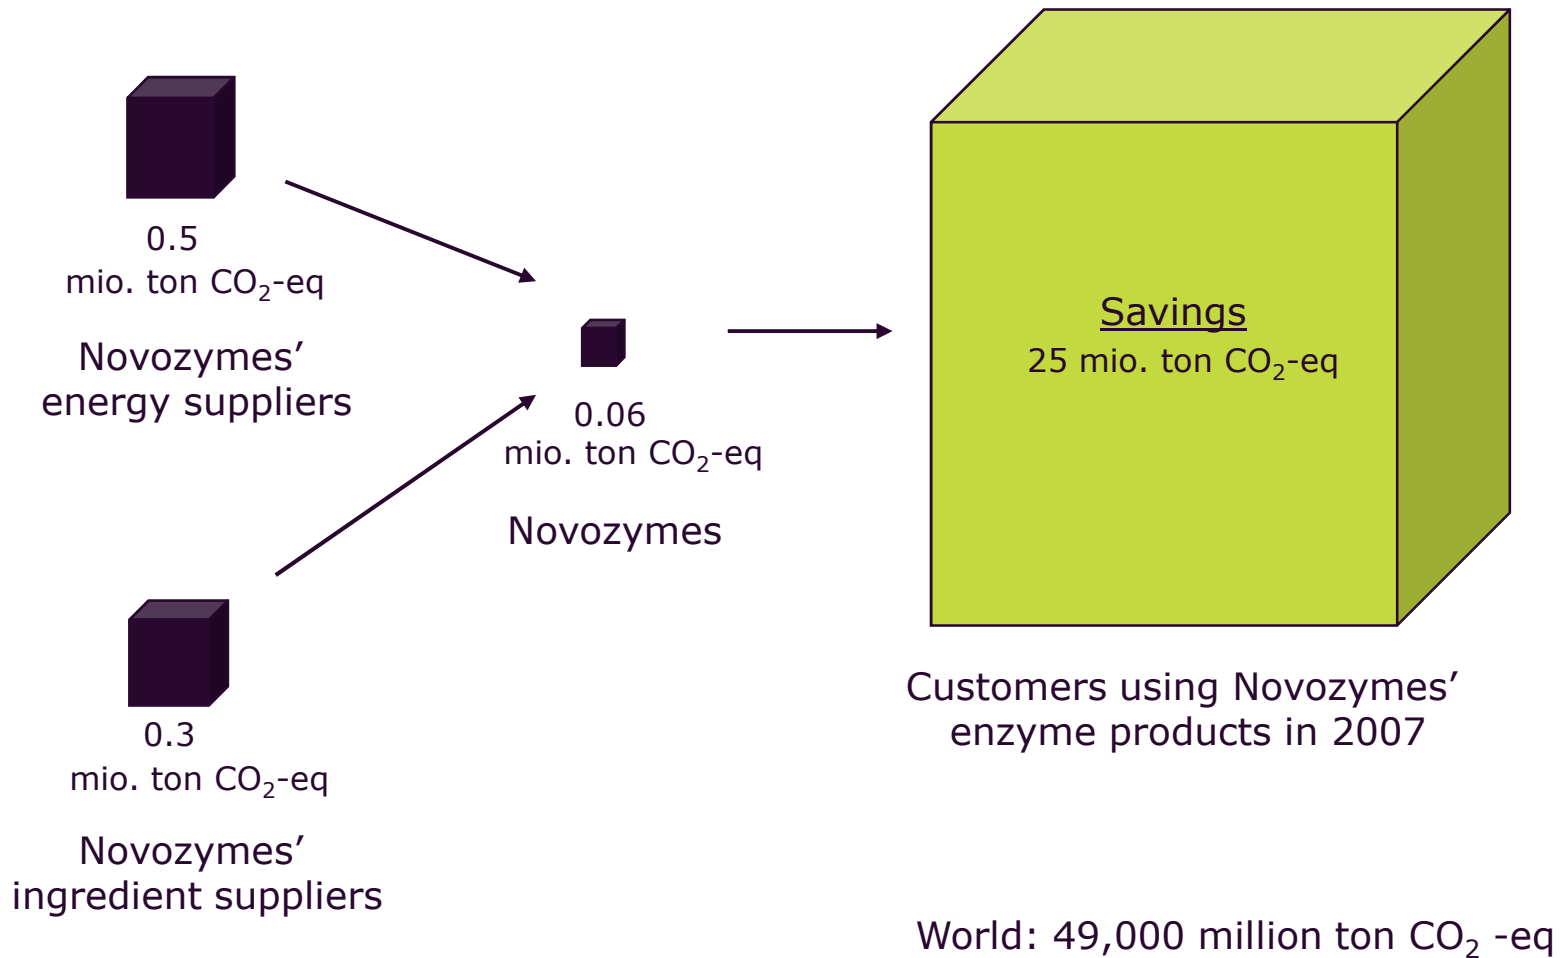 0.5
mio. ton CO₂-eq
Novozymes’
energy suppliers
0.06
mio. ton CO₂-eq
Novozymes
0.3
mio. ton CO₂-eq
Novozymes’
ingredient suppliers
Savings
25 mio. ton CO₂-eq
Customers using Novozymes’
enzyme products in 2007
World: 49,000 million ton CO₂ -eq